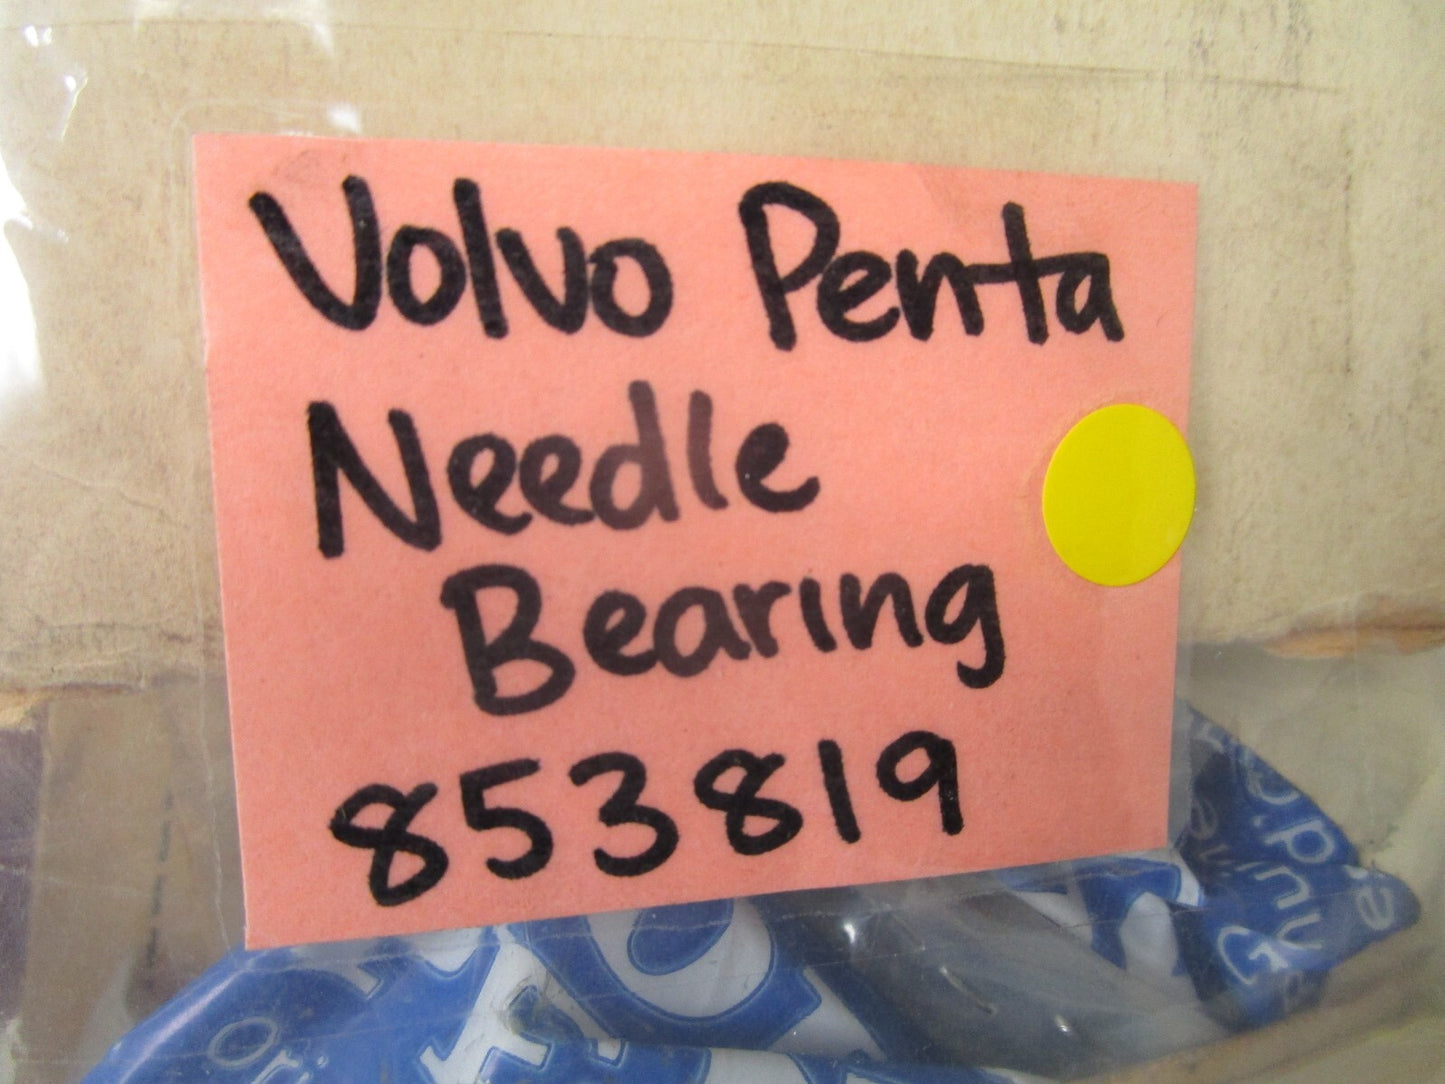 Volvo Penta
Needle
Bearing
853819